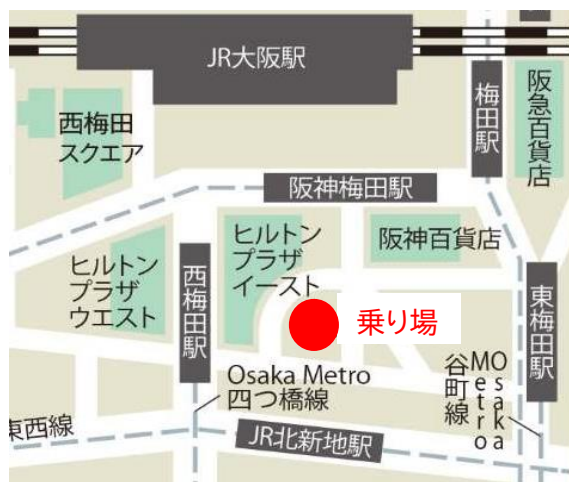 JR大阪駅
梅田駅
阪急百貨店
西梅田
スクエア
阪神梅田駅
ヒルトン
プラザ
イースト
阪神百貨店
ヒルトン
プラザ
ウエスト
西梅田駅
乗り場
東梅田駅
Osaka Metro
谷町線
Osaka Metro
四つ橋線
東西線
JR北新地駅